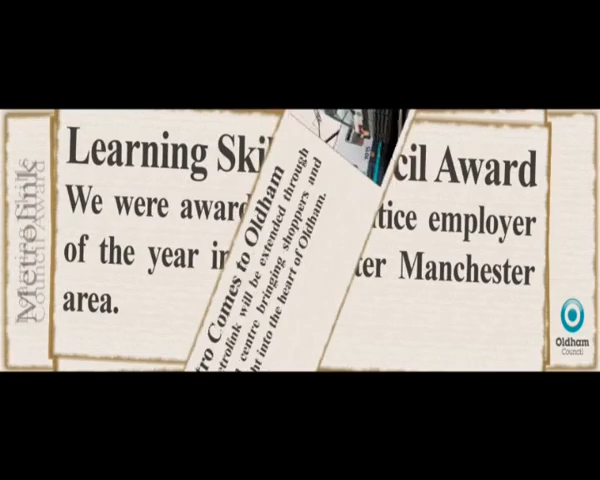 Learning Ski cil Award
We were award tice employer
of the year in ter Manchester
area.
tro Comes to Oldham
etrolink will be extended through
centre bringing shoppers and
ht into the heart of Oldham.
Metrolink
Council Award
Oldham
Council